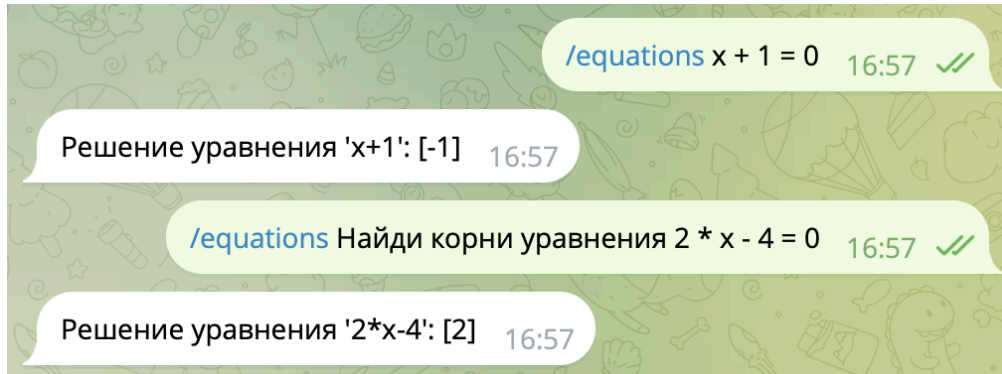 /equations x + 1 = 0 16:57
Решение уравнения 'x+1': [-1] 16:57
/equations Найди корни уравнения 2 * x - 4 = 0 16:57
Решение уравнения '2*x-4': [2] 16:57